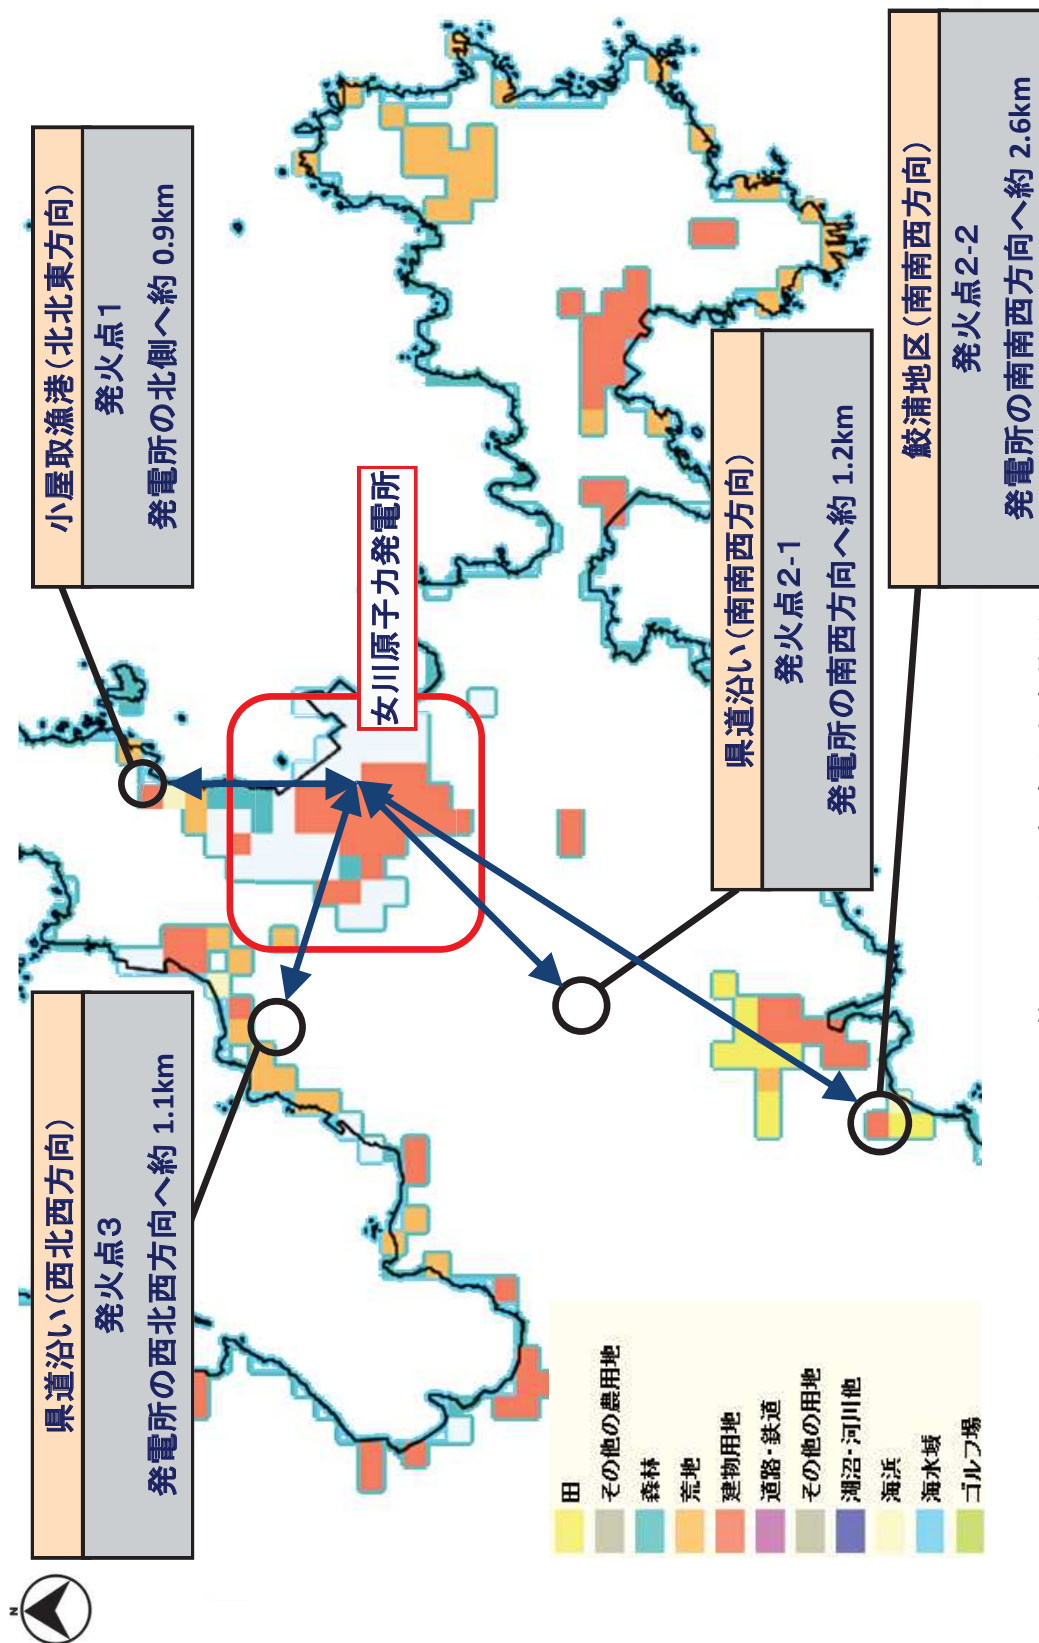 N
県道沿い(西北西方向)
発火点3
発電所の西北西方向へ約 1.1km
小屋取漁港(北北東方向)
発火点1
発電所の北側へ約 0.9km
女川原子力発電所
県道沿い(南南西方向)
発火点2-1
発電所の南西方向へ約 1.2km
鮫浦地区(南南西方向)
発火点2-2
発電所の南南西方向へ約 2.6km
田
その他の農用地
森林
荒地
建物用地
道路・鉄道
その他の用地
湖沼・河川他
海浜
海水域
ゴルフ場